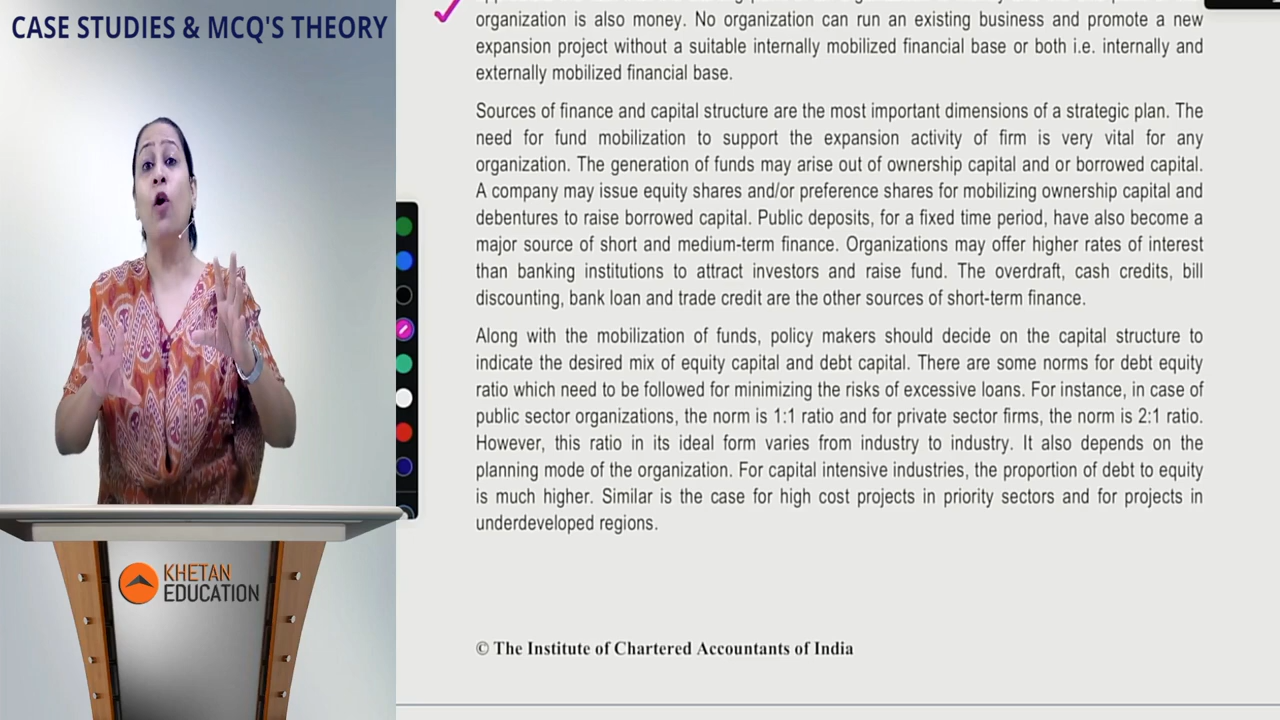 CASE STUDIES & MCQ'S THEORY
organization is also money. No organization can run an existing business and promote a new
expansion project without a suitable internally mobilized financial base or both i.e. internally and
externally mobilized financial base.
Sources of finance and capital structure are the most important dimensions of a strategic plan. The
need for fund mobilization to support the expansion activity of firm is very vital for any
organization. The generation of funds may arise out of ownership capital and or borrowed capital.
A company may issue equity shares and/or preference shares for mobilizing ownership capital and
debentures to raise borrowed capital. Public deposits, for a fixed time period, have also become a
major source of short and medium-term finance. Organizations may offer higher rates of interest
than banking institutions to attract investors and raise fund. The overdraft, cash credits, bill
discounting, bank loan and trade credit are the other sources of short-term finance.
Along with the mobilization of funds, policy makers should decide on the capital structure to
indicate the desired mix of equity capital and debt capital. There are some norms for debt equity
ratio which need to be followed for minimizing the risks of excessive loans. For instance, in case of
public sector organizations, the norm is 1:1 ratio and for private sector firms, the norm is 2:1 ratio.
However, this ratio in its ideal form varies from industry to industry. It also depends on the
planning mode of the organization. For capital intensive industries, the proportion of debt to equity
is much higher. Similar is the case for high cost projects in priority sectors and for projects in
underdeveloped regions.
© The Institute of Chartered Accountants of India
KHETAN
EDUCATION